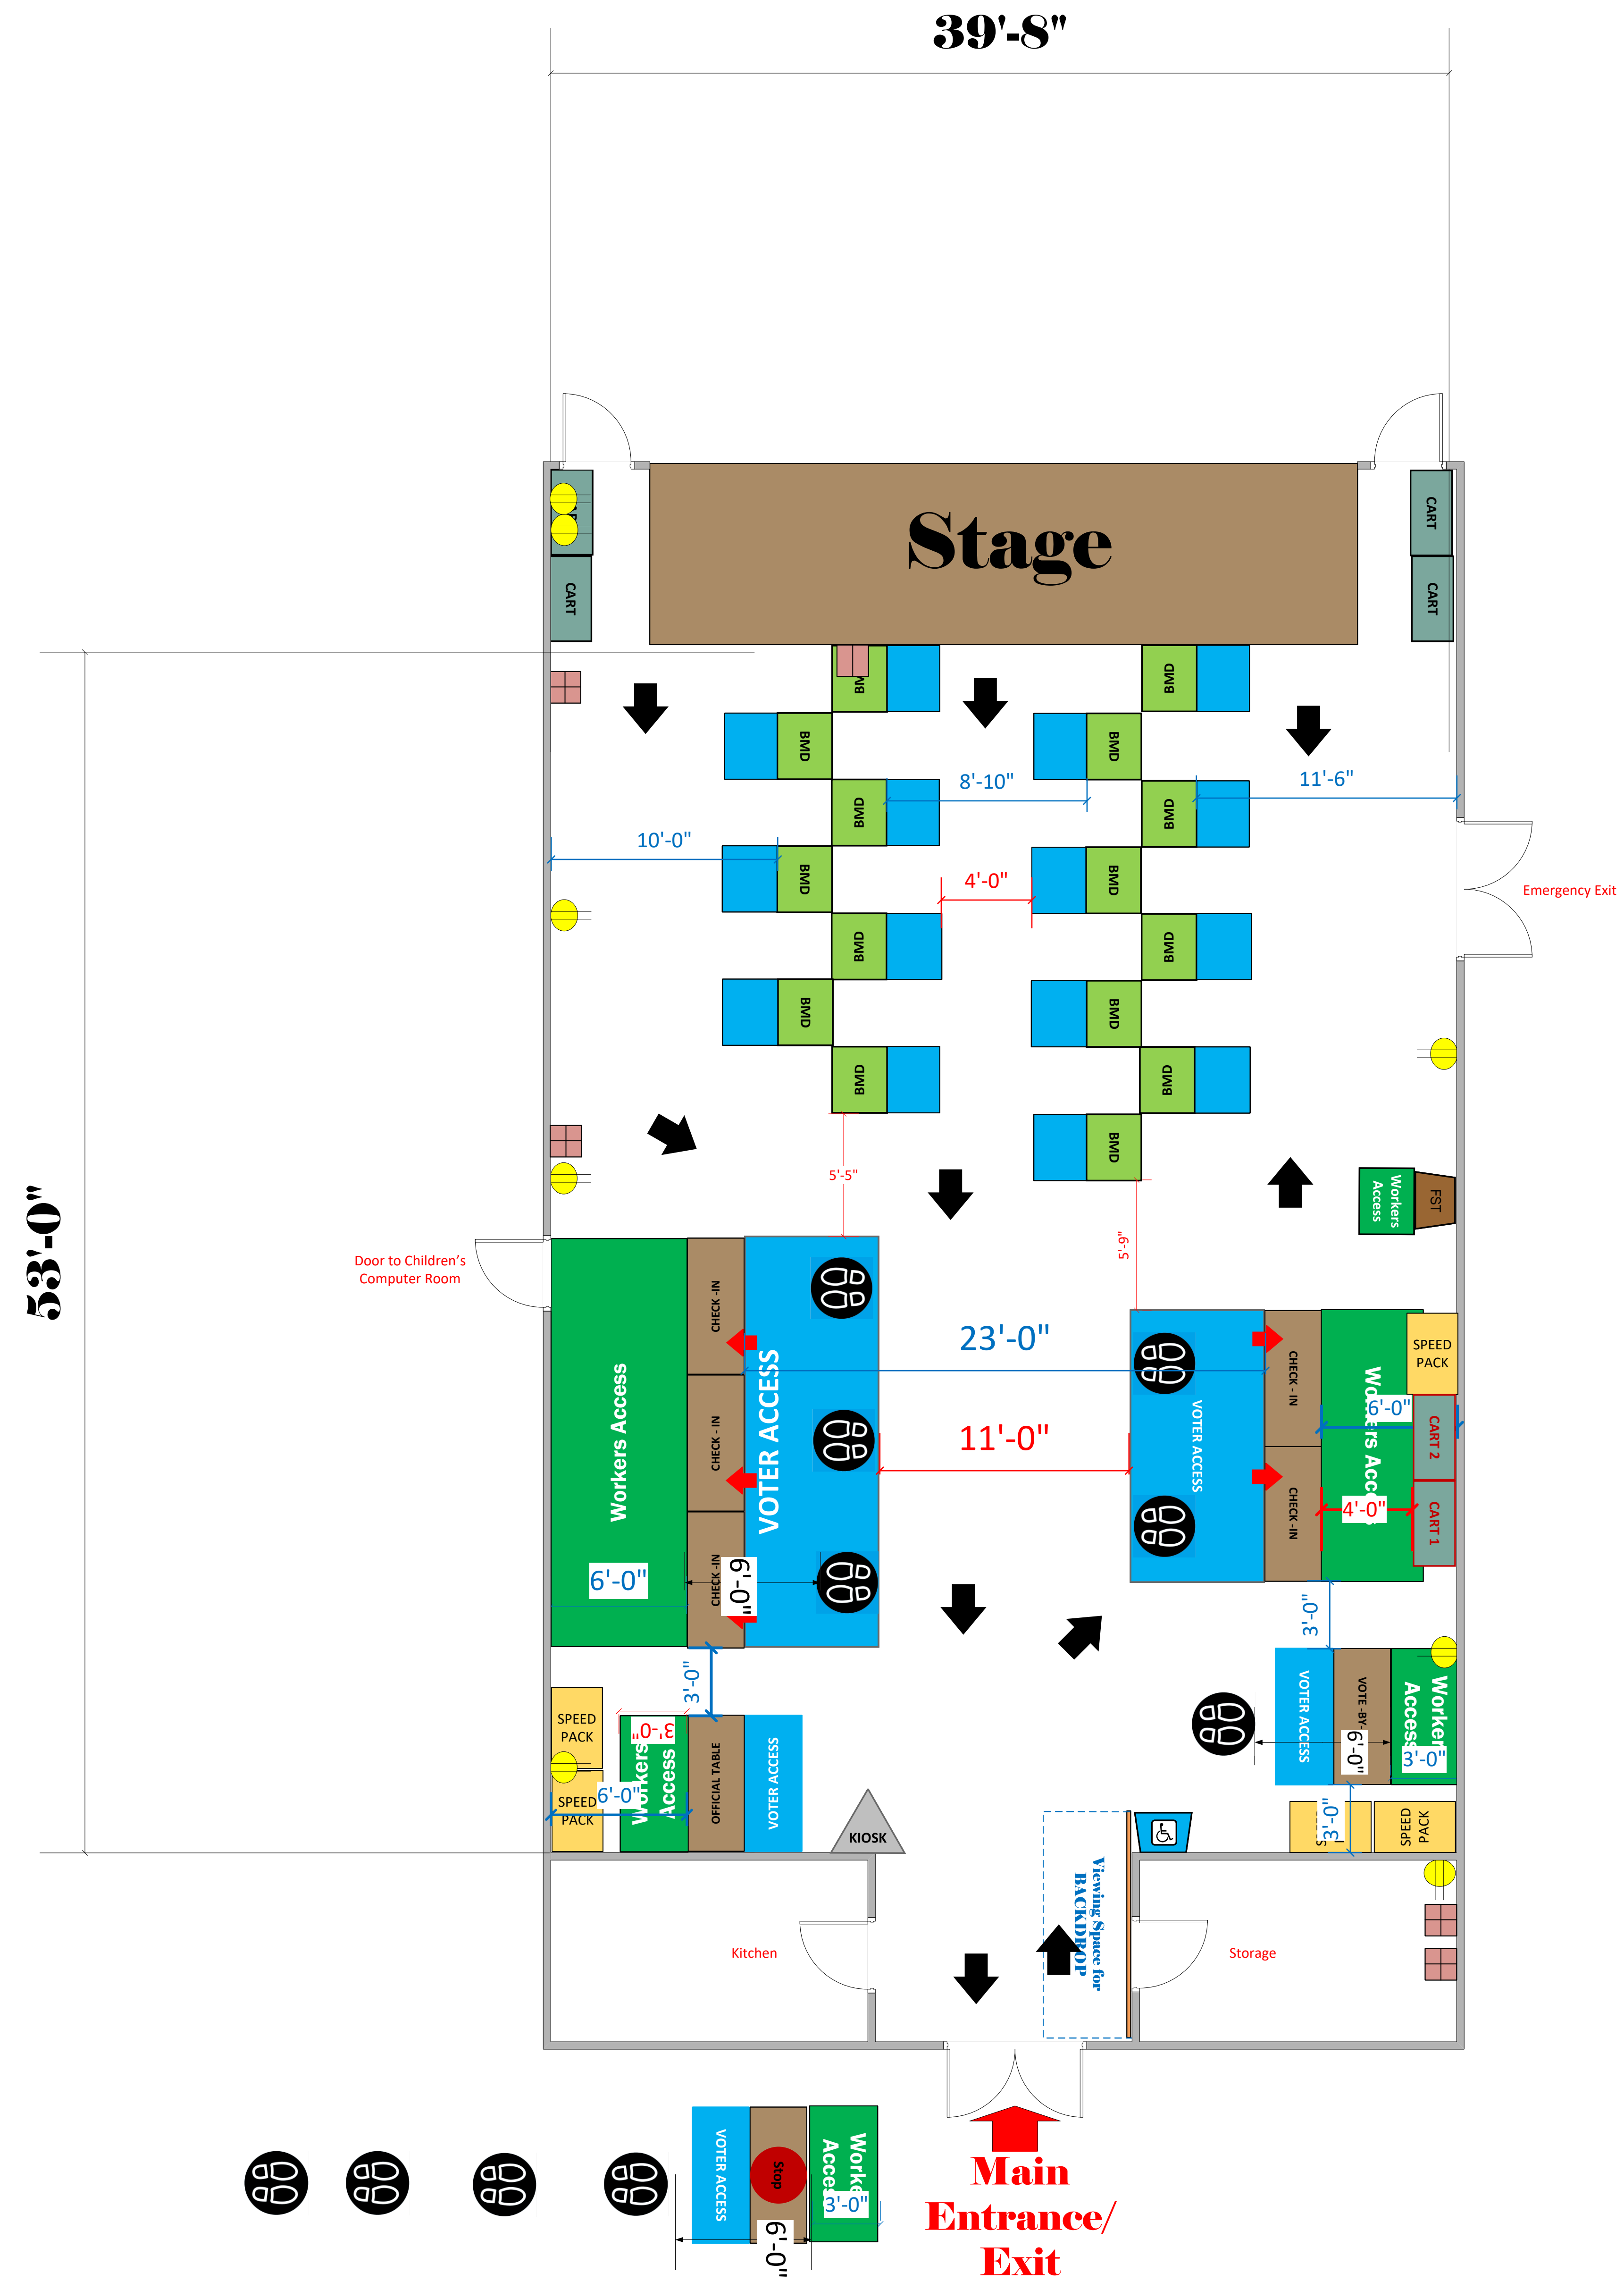 39'-8"
CART
Stage
CART
CART
CART
BMD
BMD
BMD
BMD
8'-10"
11'-6"
BMD
BMD
10'-0"
BMD
BMD
4'-0"
Emergency Exit
BMD
BMD
BMD
BMD
BMD
BMD
BMD
5'-5"
Workers
Access
FST
53'-0"
Door to Children's
Computer Room
5'-9"
CHECK -IN
23'-0"
SPEED
PACK
CHECK - IN
Workers Access
VOTER ACCESS
VOTER ACCESS
6'-0"
CART 2
CHECK - IN
11'-0"
CHECK -IN
4'-0"
CART 1
CHECK -IN
6'-0"
6'-0"
3'-0"
3'-0"
SPEED
PACK
3'-0"
Workers
Access
OFFICIAL TABLE
VOTER ACCESS
VOTER ACCESS
VOTE -BY-
6'-0"
3'-0"
SPEED
PACK
6'-0"
KIOSK
3'-0"
SPEED
PACK
Viewing Space for
BACKDROP
Kitchen
Storage
VOTER ACCESS
Stop
3'-0"
6'-0"
Main
Entrance/
Exit